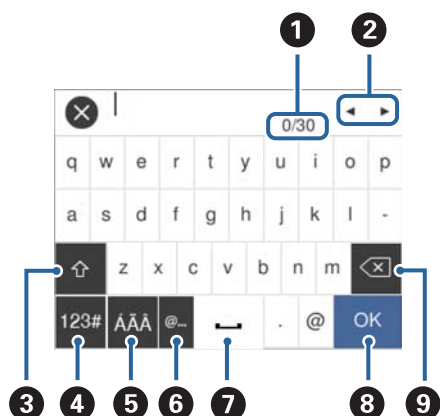 1 2
0/30
q w e r t y u i o p
a s d f g h j k l -
z x c v b n m
123# ÁÃÂ @... . @ OK
3 4 5 6 7 8 9